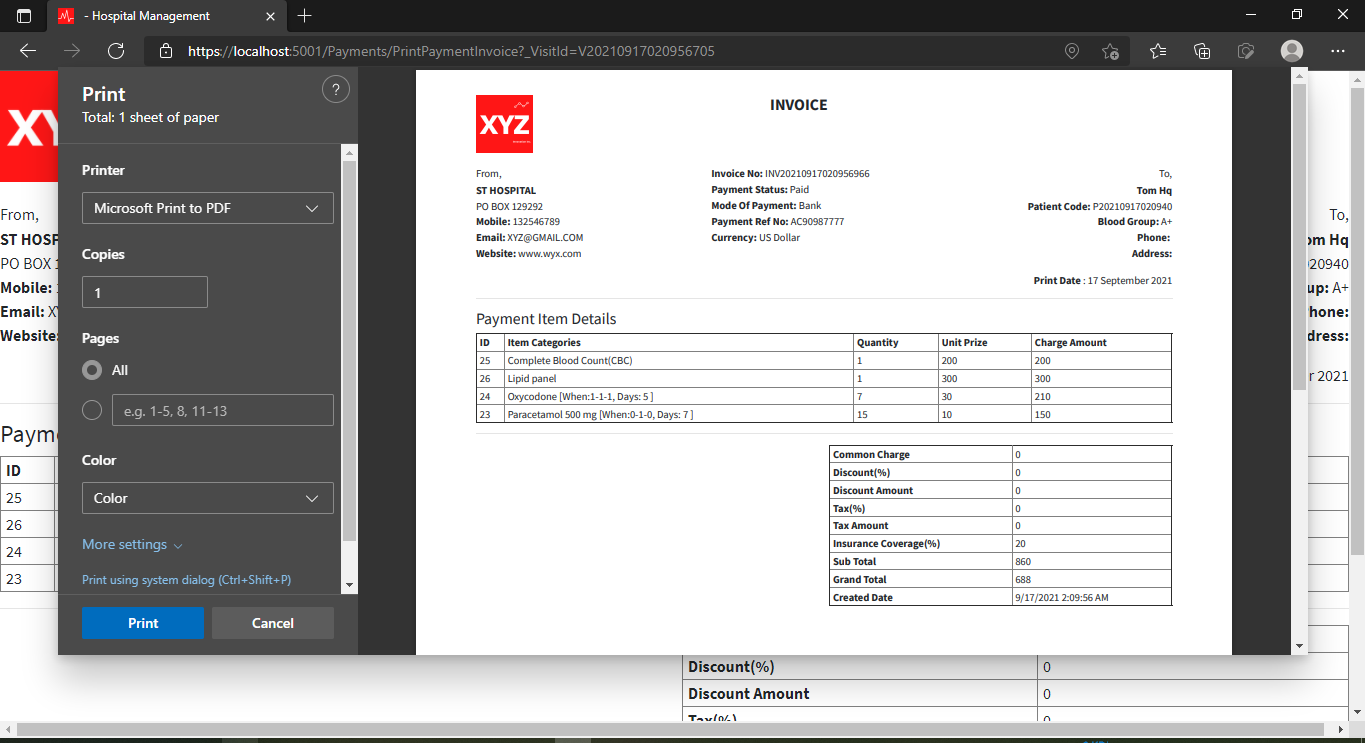 - Hospital Management
https://localhost:5001/Payments/PrintPaymentInvoice?_VisitId=V20210917020956705
Print
?
Total: 1 sheet of paper
Printer
Microsoft Print to PDF
Copies
1
Pages
All
e.g. 1-5, 8, 11-13
Color
Color
More settings
Print using system dialog (Ctrl+Shift+P)
Print Cancel
XYZ
INVOICE
From,
ST HOSPITAL
PO BOX 129292
Mobile: 132546789
Email: XYZ@GMAIL.COM
Website: www.wyx.com
Invoice No: INV20210917020956966
Payment Status: Paid
Mode Of Payment: Bank
Payment Ref No: AC90987777
Currency: US Dollar
To,
Tom Hq
Patient Code: P20210917020940
Blood Group: A+
Phone:
Address:
Print Date : 17 September 2021
Payment Item Details
ID Item Categories Quantity Unit Prize Charge Amount
25 Complete Blood Count(CBC) 1 200 200
26 Lipid panel 1 300 300
24 Oxycodone [When:1-1-1, Days: 5 ] 7 30 210
23 Paracetamol 500 mg [When:0-1-0, Days: 7 ] 15 10 150
Common Charge 0
Discount(%) 0
Discount Amount 0
Tax(%) 0
Tax Amount 0
Insurance Coverage(%) 20
Sub Total 860
Grand Total 688
Created Date 9/17/2021 2:09:56 AM
XY
From,
ST HOSP
PO BOX 1
Mobile:
Email: X
Website:
Paym
ID
25
26
24
23
To,
om Hq
20940
up: A+
hone:
dress:
r 2021
Discount(%) 0
Discount Amount 0
Tax(%) 0